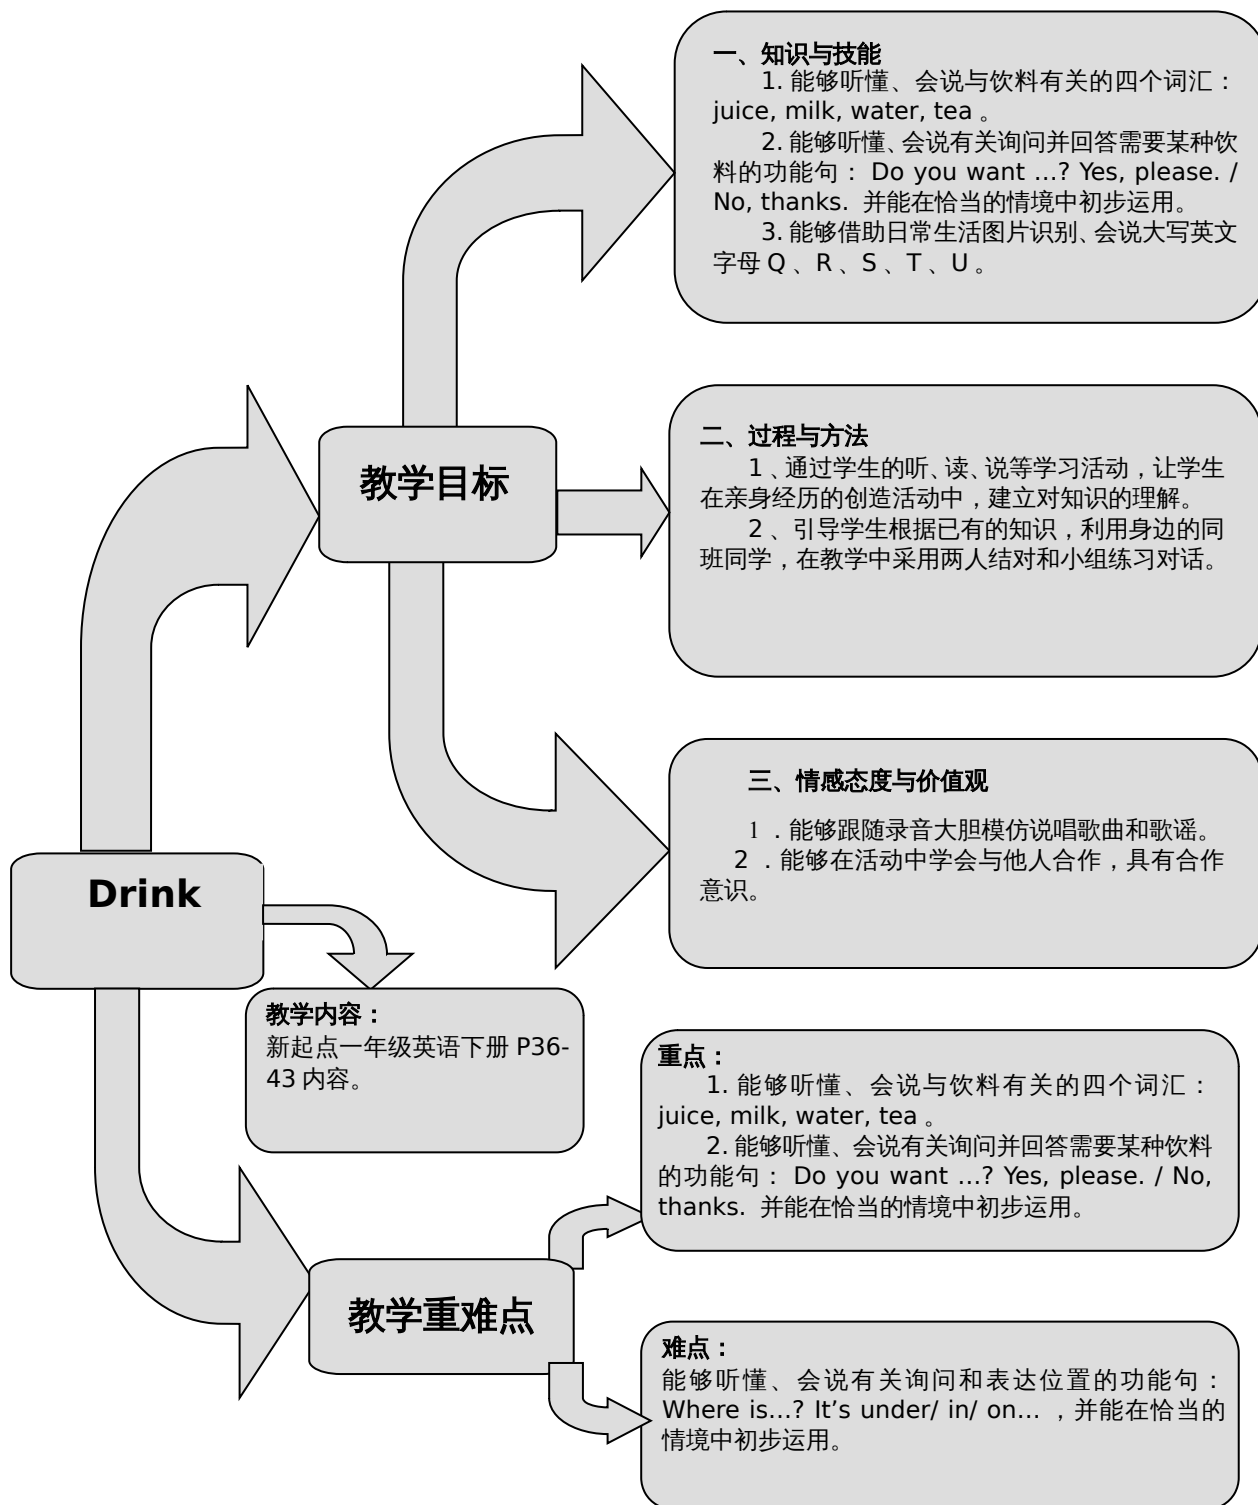 一、知识与技能
1. 能够听懂、会说与饮料有关的四个词汇：
juice, milk, water, tea 。
2. 能够听懂、会说有关询问并回答需要某种饮
料的功能句： Do you want …? Yes, please. /
No, thanks. 并能在恰当的情境中初步运用。
3. 能够借助日常生活图片识别、会说大写英文
字母 Q 、R 、S 、T 、U 。
二、过程与方法
1 、通过学生的听、读、说等学习活动，让学生
在亲身经历的创造活动中，建立对知识的理解。
2 、引导学生根据已有的知识，利用身边的同
班同学，在教学中采用两人结对和小组练习对话。
教学目标
三、情感态度与价值观
1 ．能够跟随录音大胆模仿说唱歌曲和歌谣。
2 ．能够在活动中学会与他人合作，具有合作
意识。
Drink
教学内容：
新起点一年级英语下册 P36-
43 内容。
重点：
1. 能够听懂、会说与饮料有关的四个词汇：
juice, milk, water, tea 。
2. 能够听懂、会说有关询问并回答需要某种饮料
的功能句： Do you want …? Yes, please. / No,
thanks. 并能在恰当的情境中初步运用。
教学重难点
难点：
能够听懂、会说有关询问和表达位置的功能句：
Where is…? It’s under/ in/ on… ，并能在恰当的
情境中初步运用。